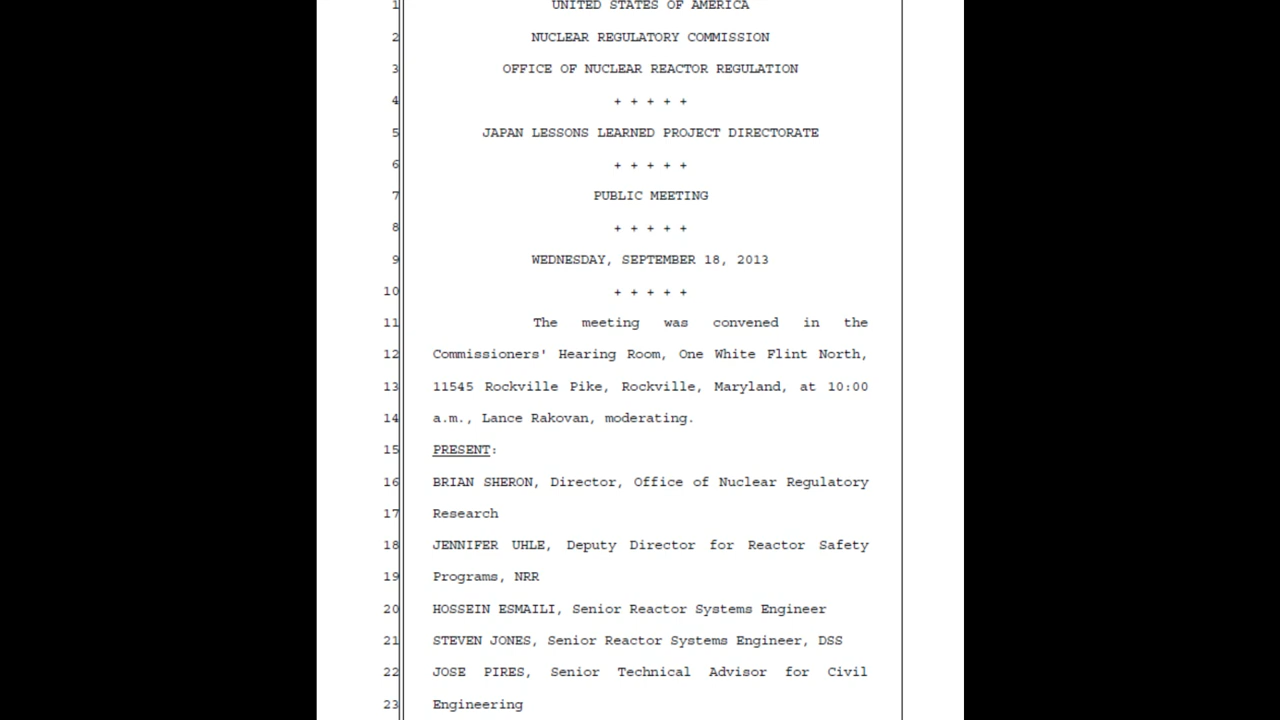 1 UNITED STATES OF AMERICA
2 NUCLEAR REGULATORY COMMISSION
3 OFFICE OF NUCLEAR REACTOR REGULATION
4 + + + + +
5 JAPAN LESSONS LEARNED PROJECT DIRECTORATE
6 + + + + +
7 PUBLIC MEETING
8 + + + + +
9 WEDNESDAY, SEPTEMBER 18, 2013
10 + + + + +
11 The meeting was convened in the
12 Commissioners' Hearing Room, One White Flint North,
13 11545 Rockville Pike, Rockville, Maryland, at 10:00
14 a.m., Lance Rakovan, moderating.
15 PRESENT:
16 BRIAN SHERON, Director, Office of Nuclear Regulatory
17 Research
18 JENNIFER UHLE, Deputy Director for Reactor Safety
19 Programs, NRR
20 HOSSEIN ESMAILI, Senior Reactor Systems Engineer
21 STEVEN JONES, Senior Reactor Systems Engineer, DSS
22 JOSE PIRES, Senior Technical Advisor for Civil
23 Engineering